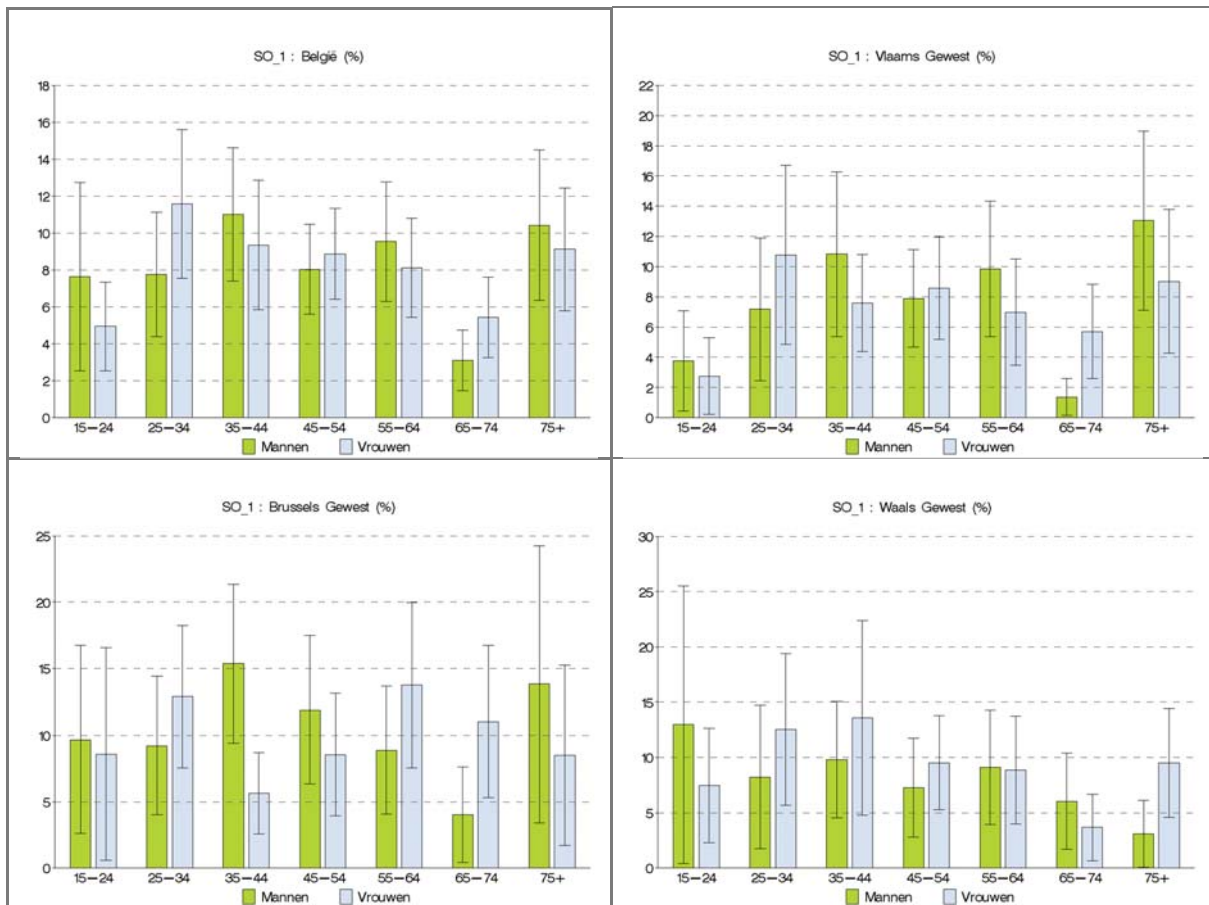 SO_1 : België (%)
18
16
14
12
10
8
6
4
2
0
15–24 25–34 35–44 45–54 55–64 65–74 75+
Mannen Vrouwen
SO_1 : Vlaams Gewest (%)
22
20
18
16
14
12
10
8
6
4
2
0
15–24 25–34 35–44 45–54 55–64 65–74 75+
Mannen Vrouwen
SO_1 : Brussels Gewest (%)
25
20
15
10
5
0
15–24 25–34 35–44 45–54 55–64 65–74 75+
Mannen Vrouwen
SO_1 : Waals Gewest (%)
30
25
20
15
10
5
0
15–24 25–34 35–44 45–54 55–64 65–74 75+
Mannen Vrouwen